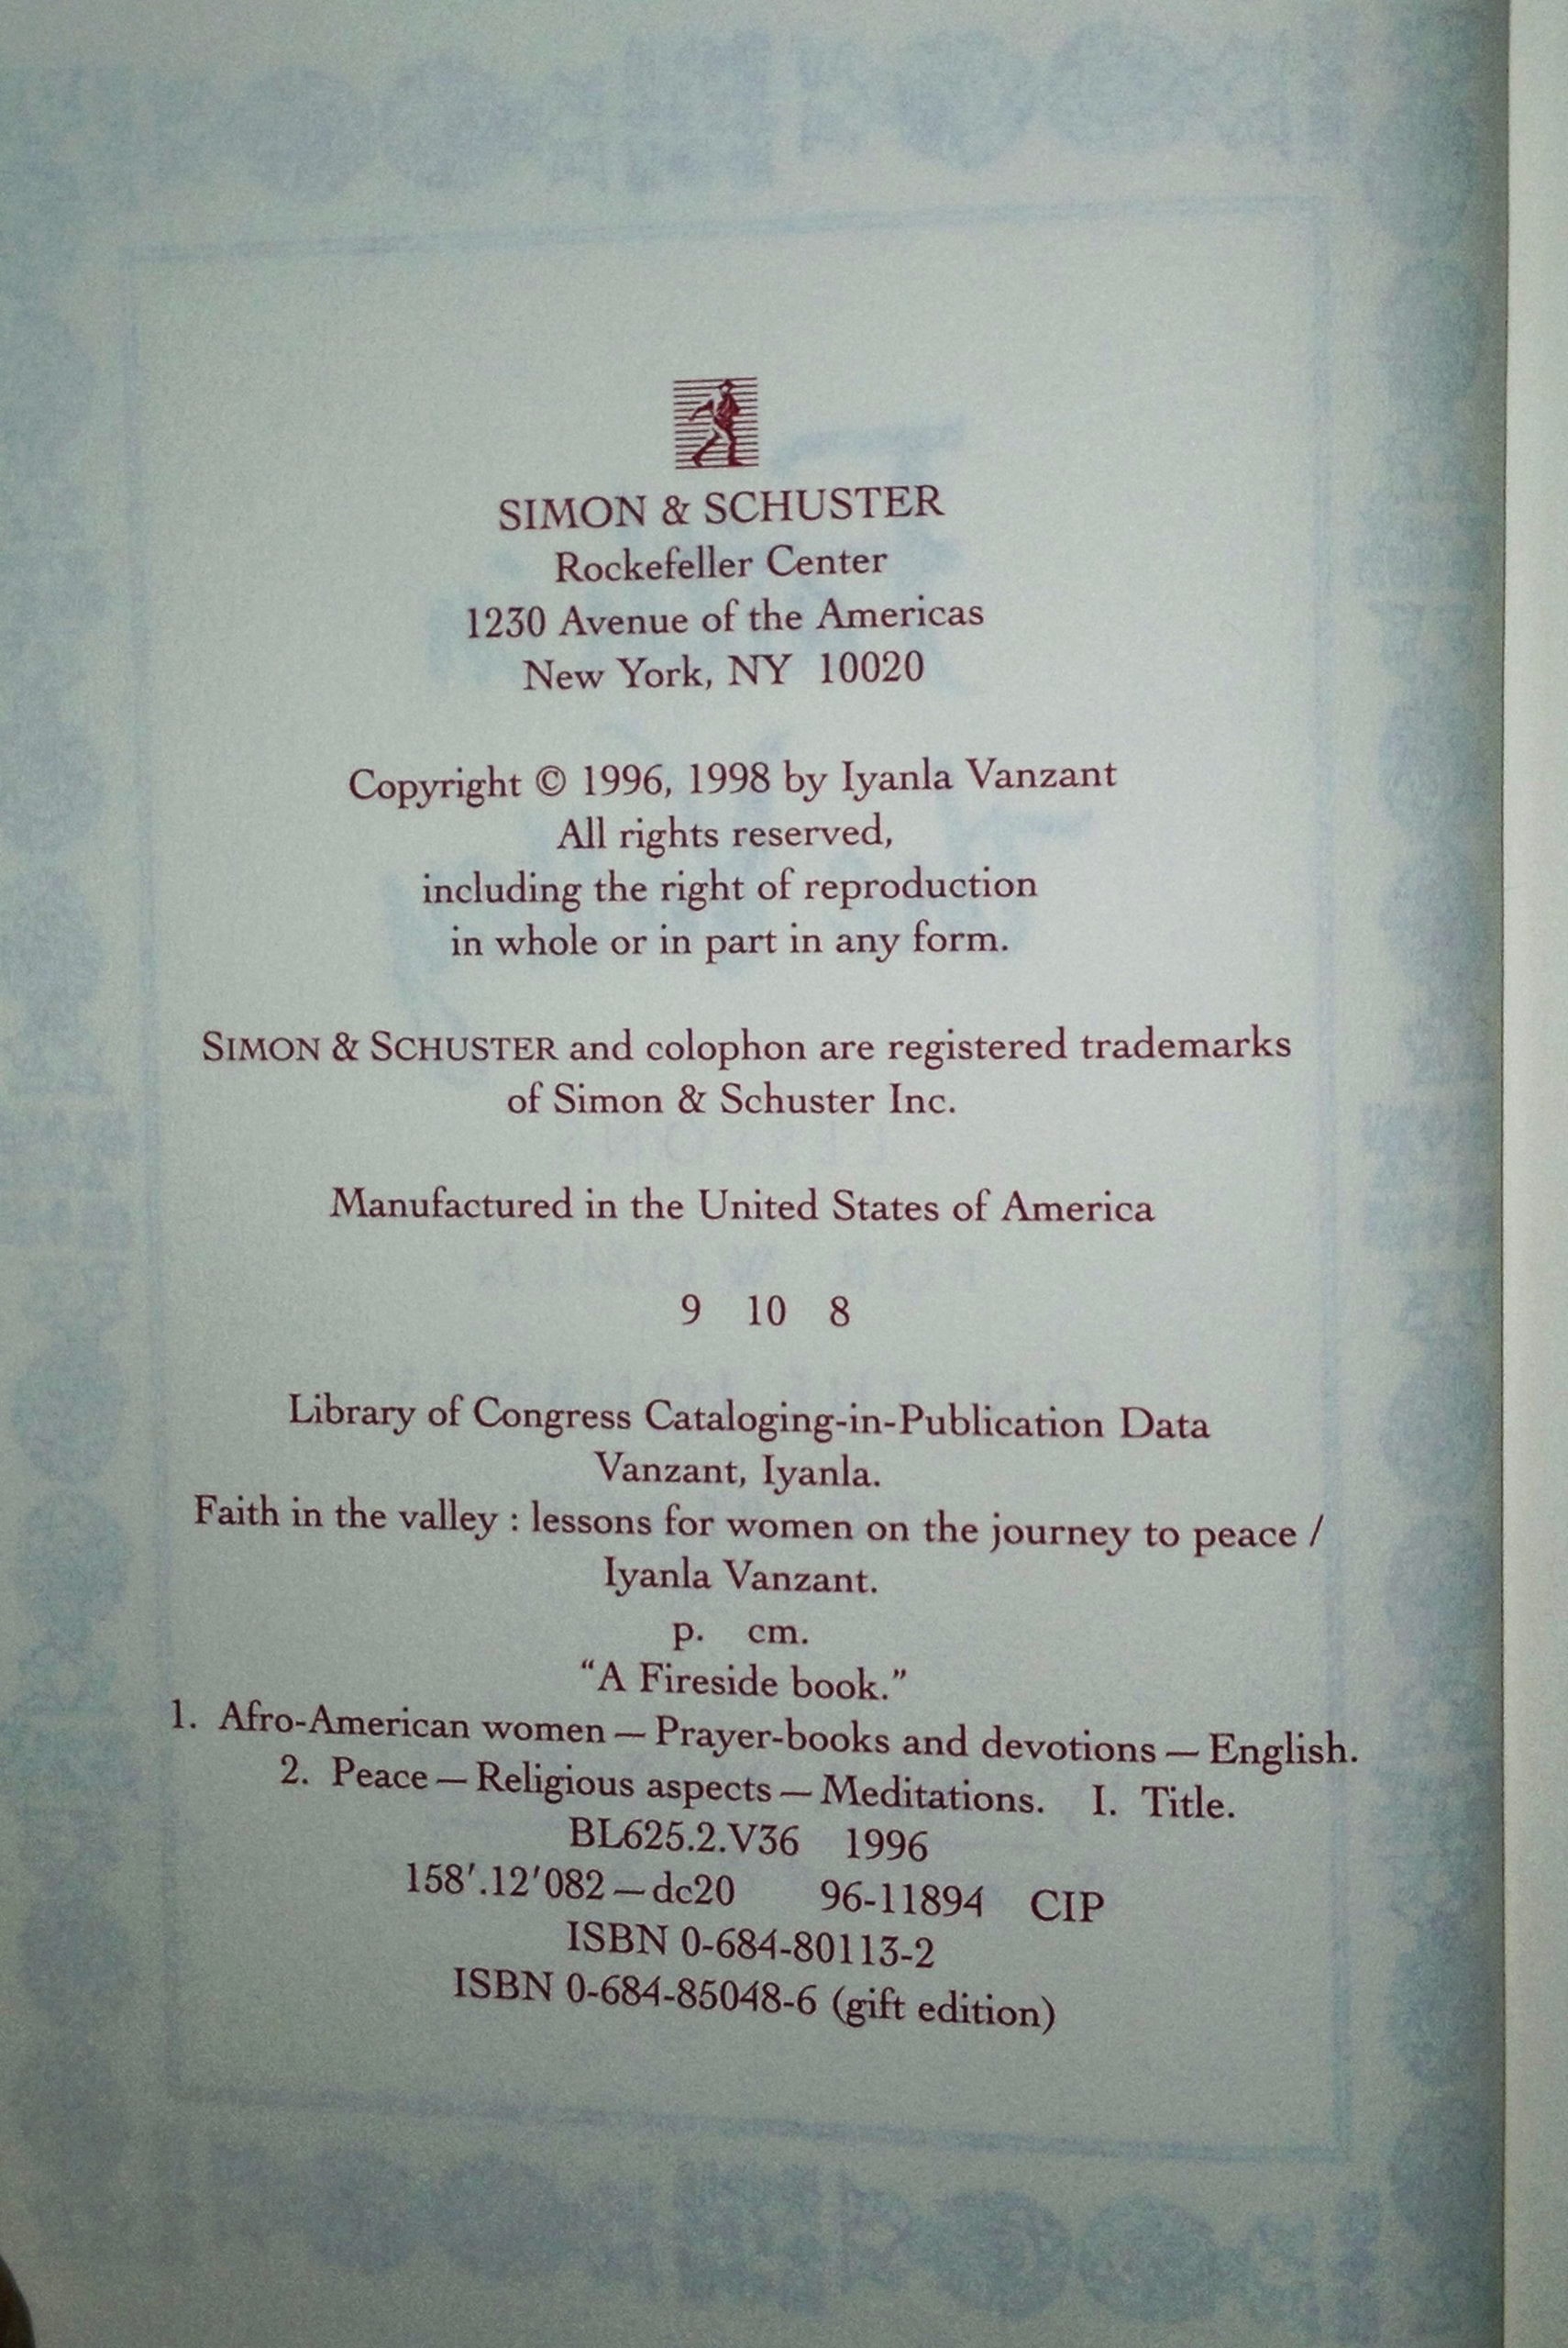 SIMON & SCHUSTER
Rockefeller Center
1230 Avenue of the Americas
New York, NY 10020
Copyright © 1996, 1998 by Iyanla Vanzant
All rights reserved,
including the right of reproduction
in whole or in part in any form.
SIMON & SCHUSTER and colophon are registered trademarks
of Simon & Schuster Inc.
Manufactured in the United States of America
9 10 8
Library of Congress Cataloging-in-Publication Data
Vanzant, Iyanla.
Faith in the valley : lessons for women on the journey to peace /
Iyanla Vanzant.
p. cm.
“A Fireside book.”
1. Afro-American women — Prayer-books and devotions — English.
2. Peace — Religious aspects — Meditations. I. Title.
BL625.2.V36 1996
158′.12′082 — dc20 96-11894 CIP
ISBN 0-684-80113-2
ISBN 0-684-85048-6 (gift edition)